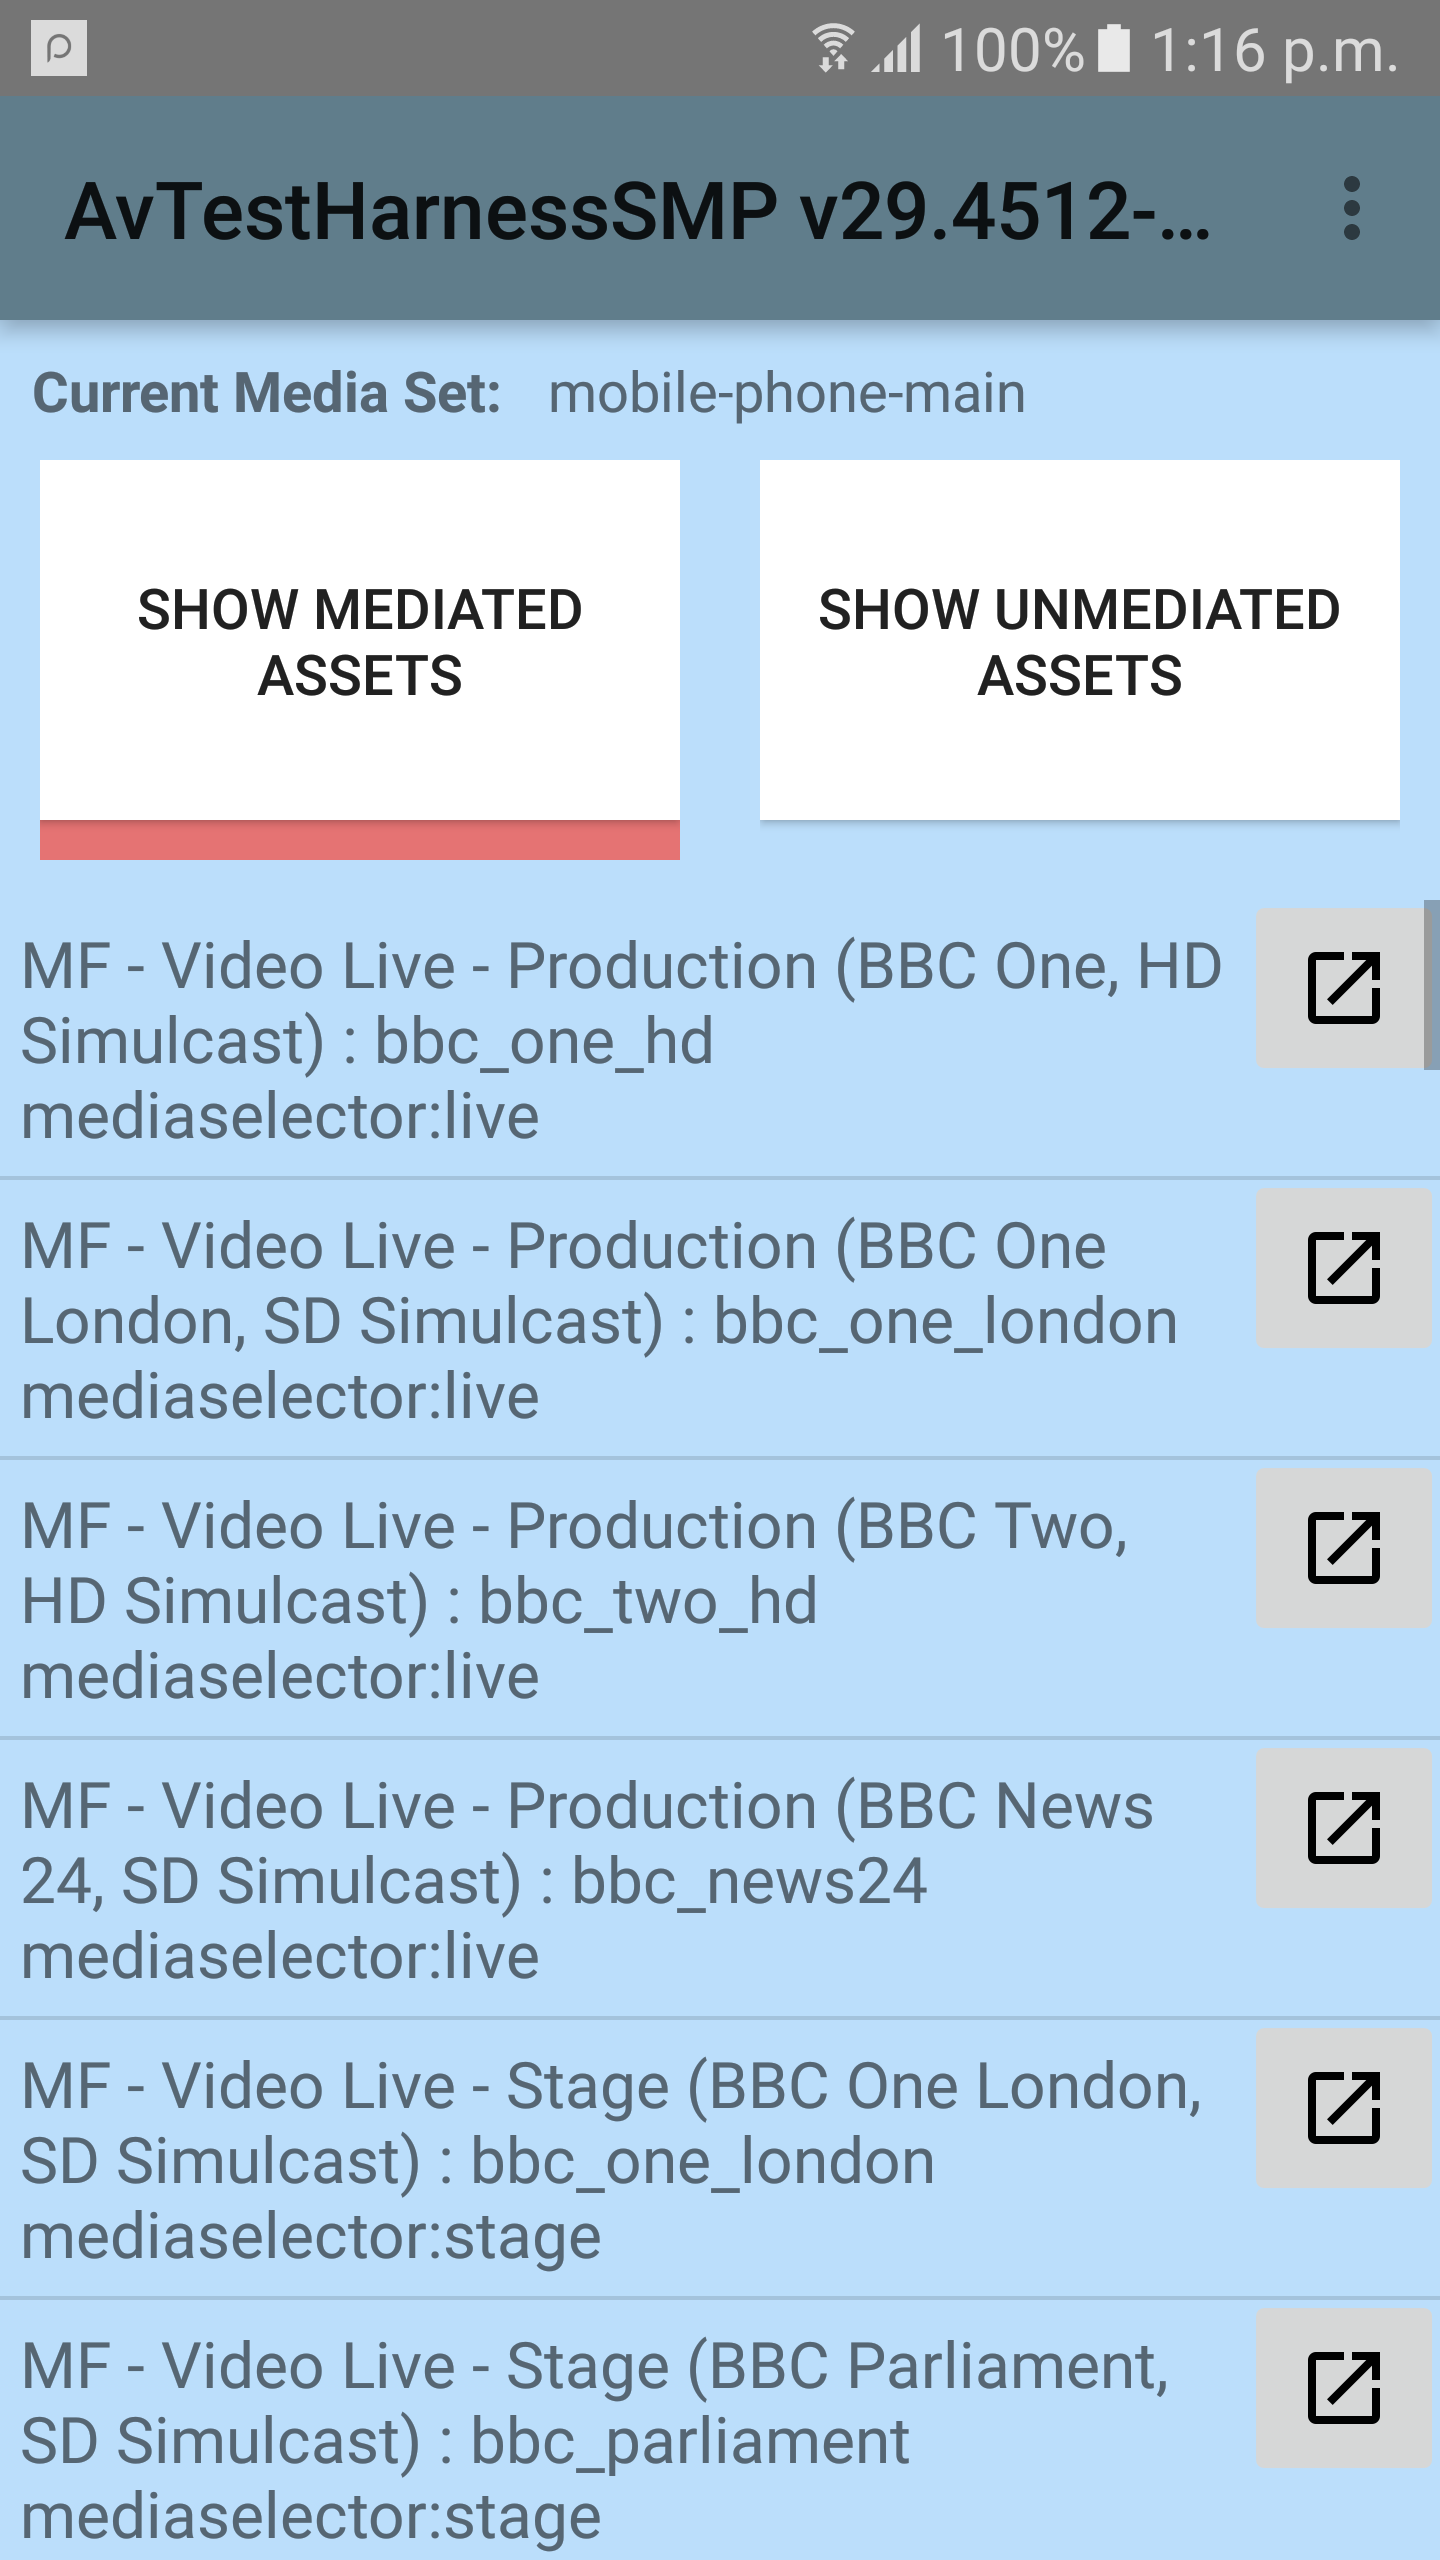 100% 1:16 p.m.
AvTestHarnessSMP v29.4512-...
Current Media Set: mobile-phone-main
SHOW MEDIATED
ASSETS
SHOW UNMEDIATED
ASSETS
MF - Video Live - Production (BBC One, HD
Simulcast) : bbc_one_hd
mediaselector:live
MF - Video Live - Production (BBC One
London, SD Simulcast) : bbc_one_london
mediaselector:live
MF - Video Live - Production (BBC Two,
HD Simulcast) : bbc_two_hd
mediaselector:live
MF - Video Live - Production (BBC News
24, SD Simulcast) : bbc_news24
mediaselector:live
MF - Video Live - Stage (BBC One London,
SD Simulcast) : bbc_one_london
mediaselector:stage
MF - Video Live - Stage (BBC Parliament,
SD Simulcast) : bbc_parliament
mediaselector:stage